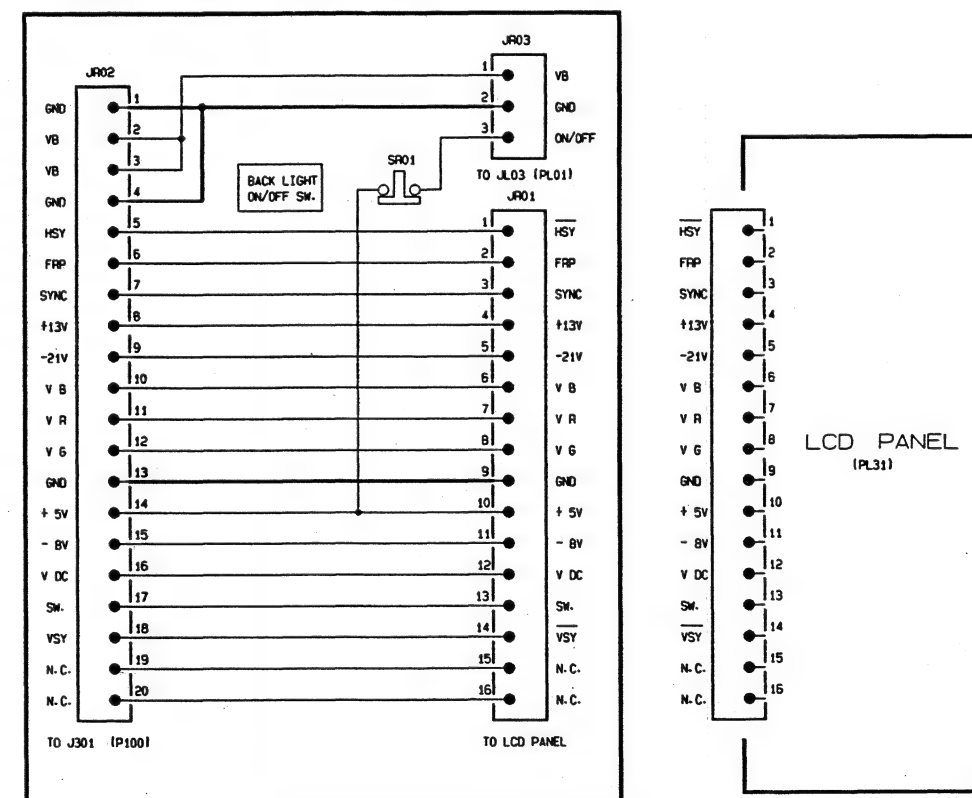 JR03
1 VB
2 GND
3 ON/OFF
TO JL03 (PL01)
JR02
GND 1
VB 2
VB 3
GND 4
HSY 5
FRP 6
SYNC 7
+13V 8
-21V 9
V B 10
V R 11
V G 12
GND 13
+ 5V 14
- 8V 15
V DC 16
SW. 17
VSY 18
N.C. 19
N.C. 20
TO J301 (P100)
BACK LIGHT
ON/OFF SW.
SR01
JR01
1 H̅S̅Y̅
2 FRP
3 SYNC
4 +13V
5 -21V
6 V B
7 V R
8 V G
9 GND
10 + 5V
11 - 8V
12 V DC
13 SW.
14 V̅S̅Y̅
15 N.C.
16 N.C.
TO LCD PANEL
H̅S̅Y̅ 1
FRP 2
SYNC 3
+13V 4
-21V 5
V B 6
V R 7
V G 8
GND 9
+ 5V 10
- 8V 11
V DC 12
SW. 13
V̅S̅Y̅ 14
N.C. 15
N.C. 16
LCD PANEL
(PL31)